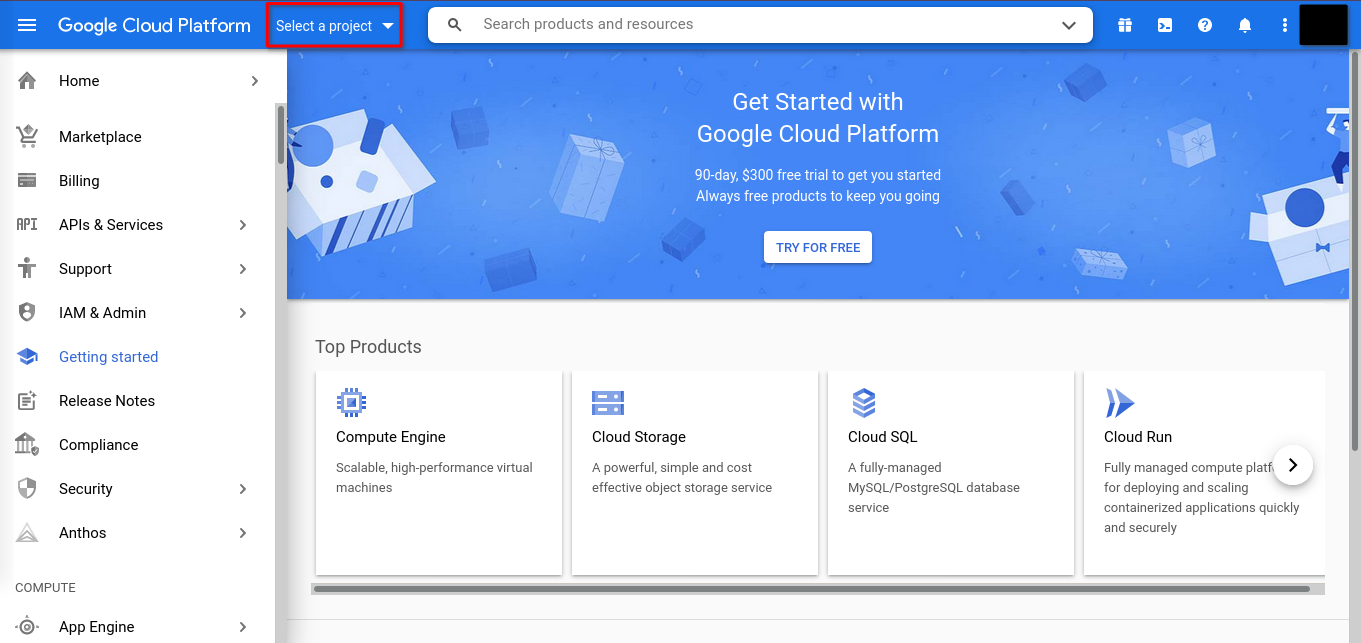 Google Cloud Platform
Select a project
Search products and resources
Home
Marketplace
Billing
API
APIs & Services
Support
IAM & Admin
Getting started
Release Notes
Compliance
Security
Anthos
COMPUTE
App Engine
Get Started with
Google Cloud Platform
90-day, $300 free trial to get you started
Always free products to keep you going
TRY FOR FREE
Top Products
Compute Engine
Scalable, high-performance virtual
machines
Cloud Storage
A powerful, simple and cost
effective object storage service
Cloud SQL
A fully-managed
MySQL/PostgreSQL database
service
Cloud Run
Fully managed compute
for deploying and scaling
containerized applications quickly
and securely